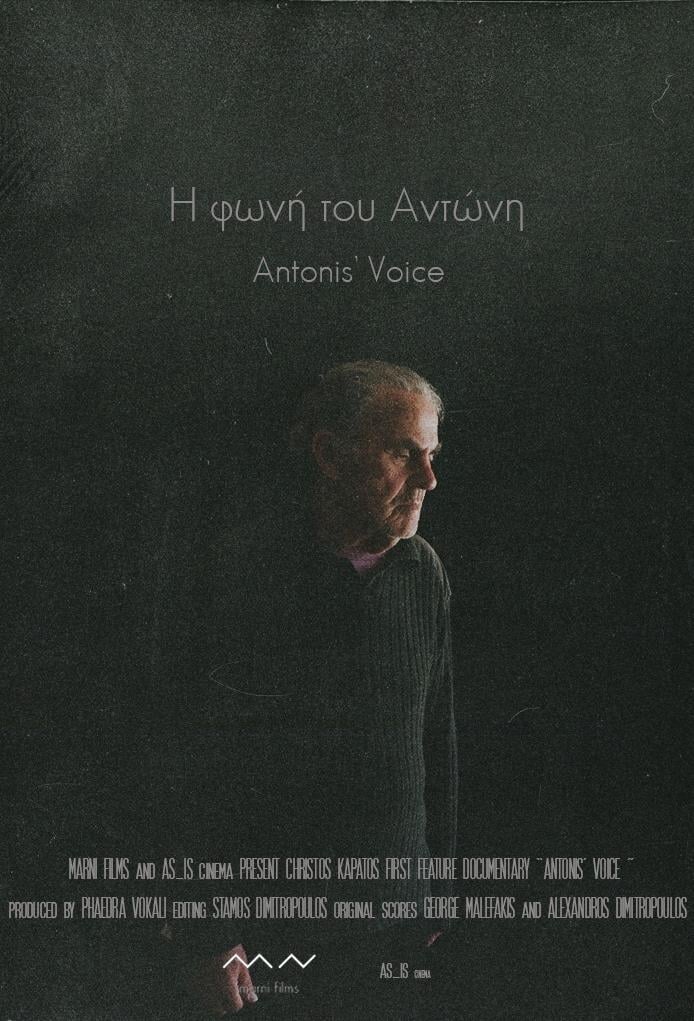 Η φωνή του Αντώνη
Antonis' Voice
MARNI FILMS AND AS_IS CINEMA PRESENT CHRISTOS KAPATOS FIRST FEATURE DOCUMENTARY ``ANTONIS' VOICE ¨
PRODUCED BY PHAEDRA VOKALI EDITING STAMOS DIMITROPOULOS ORIGINAL SCORES GEORGE MALEFAKIS AND ALEXANDROS DIMITROPOULOS
marni films
AS_IS CINEMA